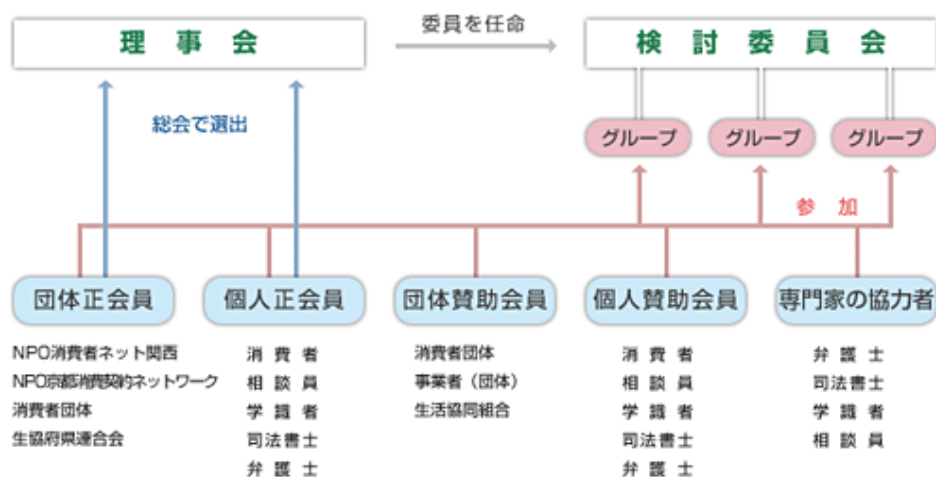 理事会
委員を任命
検討委員会
総会で選出
グループ
グループ
グループ
参加
団体正会員
個人正会員
団体賛助会員
個人賛助会員
専門家の協力者
NPO消費者ネット関西
NPO京都消費契約ネットワーク
消費者団体
生協府県連合会
消費者
相談員
学識者
司法書士
弁護士
消費者団体
事業者（団体）
生活協同組合
消費者
相談員
学識者
司法書士
弁護士
弁護士
司法書士
学識者
相談員